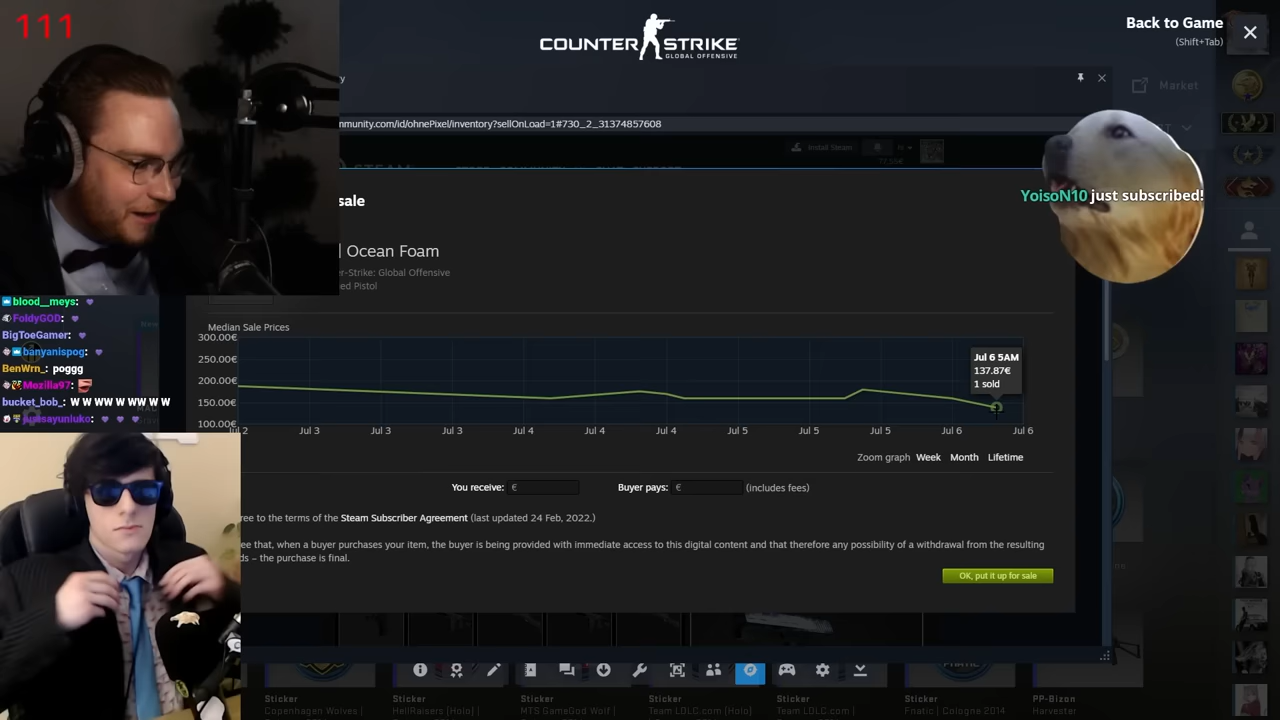 111
COUNTER STRIKE
GLOBAL OFFENSIVE
Back to Game
(Shift+Tab)
Market
mmunity.com/id/ohnePixel/inventory?sellOnLoad=1#730_2_31374857608
Install Steam
YoisoN10 just subscribed!
sale
Ocean Foam
r-Strike: Global Offensive
ed Pistol
blood__meys:
FoldyGOD:
BigToeGamer:
banyanispog:
BenWrn_: poggg
Mozilla97:
bucket_bob_: W W WW W WW W W
Median Sale Prices
300.00€
250.00€
200.00€
150.00€
100.00€
Jul 6 5AM
137.87€
1 sold
Jul 2
Jul 3
Jul 3
Jul 3
Jul 4
Jul 4
Jul 4
Jul 5
Jul 5
Jul 5
Jul 6
Jul 6
Zoom graph Week Month Lifetime
You receive: €
Buyer pays: € (includes fees)
ree to the terms of the Steam Subscriber Agreement (last updated 24 Feb, 2022.)
ee that, when a buyer purchases your item, the buyer is being provided with immediate access to this digital content and that therefore any possibility of a withdrawal from the resulting
ds – the purchase is final.
OK, put it up for sale
Sticker
Copenhagen Wolves |
Sticker
HellRaisers (Holo) |
Sticker
MTS GameGod Wolf |
Sticker
Team LDLC.com (Holo)
Sticker
Team LDLC.com |
Sticker
Fnatic | Cologne 2014
PP-Bizon
Harvester